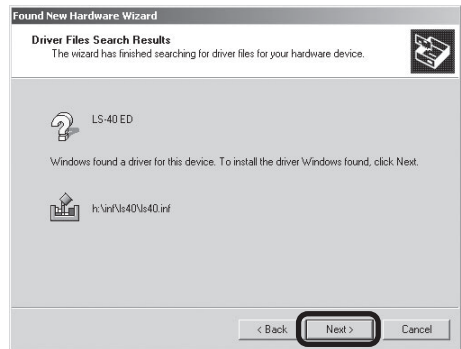 Found New Hardware Wizard
Driver Files Search Results
The wizard has finished searching for driver files for your hardware device.
LS-40 ED
Windows found a driver for this device. To install the driver Windows found, click Next.
h:\inf\ls40\ls40.inf
< Back Next > Cancel